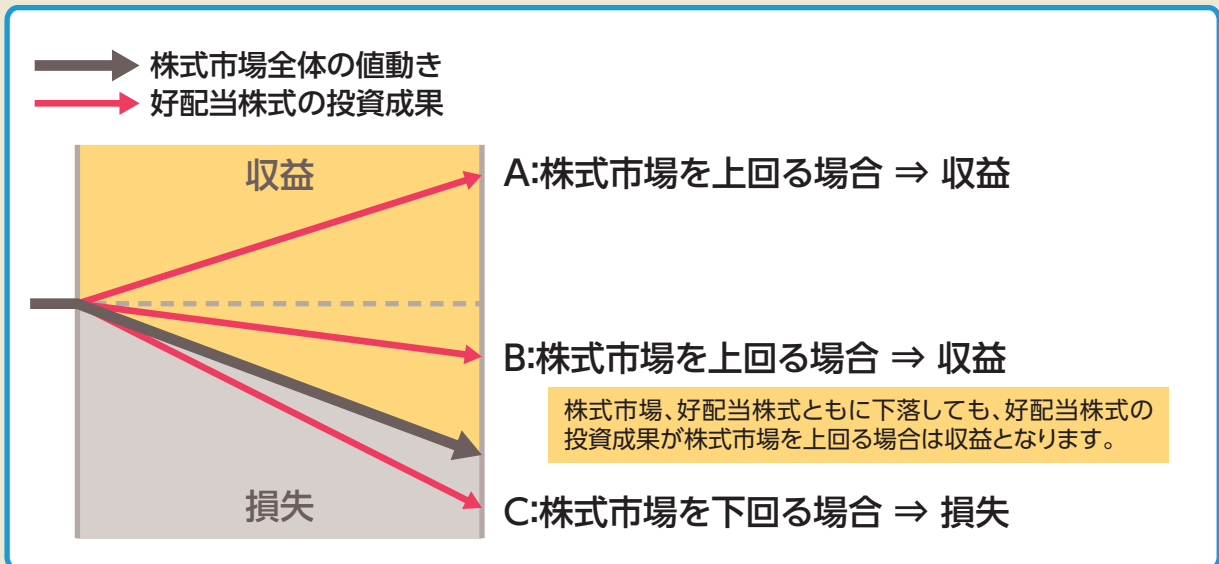 株式市場全体の値動き
好配当株式の投資成果
収益
A:株式市場を上回る場合 ⇒ 収益
B:株式市場を上回る場合 ⇒ 収益
株式市場、好配当株式ともに下落しても、好配当株式の
投資成果が株式市場を上回る場合は収益となります。
損失
C:株式市場を下回る場合 ⇒ 損失